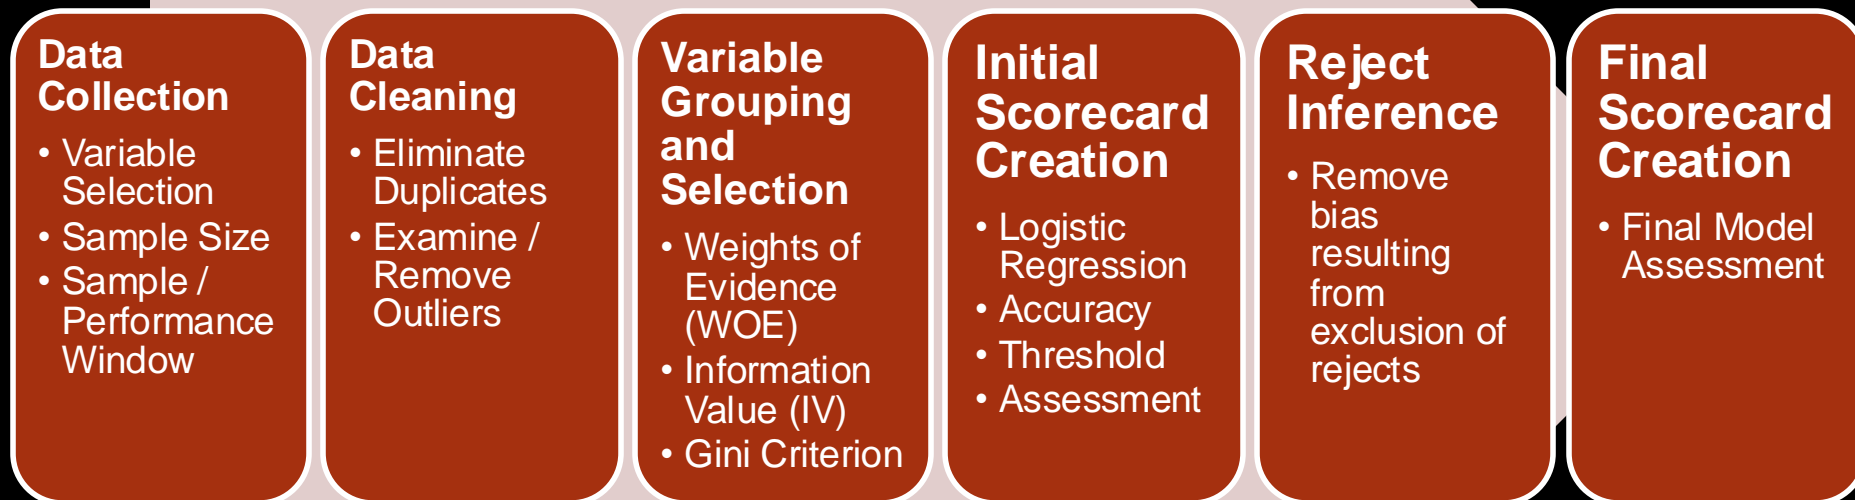 Data
Collection
• Variable
Selection
• Sample Size
• Sample /
Performance
Window
Data
Cleaning
• Eliminate
Duplicates
• Examine /
Remove
Outliers
Variable
Grouping
and
Selection
• Weights of
Evidence
(WOE)
• Information
Value (IV)
• Gini Criterion
Initial
Scorecard
Creation
• Logistic
Regression
• Accuracy
• Threshold
• Assessment
Reject
Inference
• Remove
bias
resulting
from
exclusion of
rejects
Final
Scorecard
Creation
• Final Model
Assessment